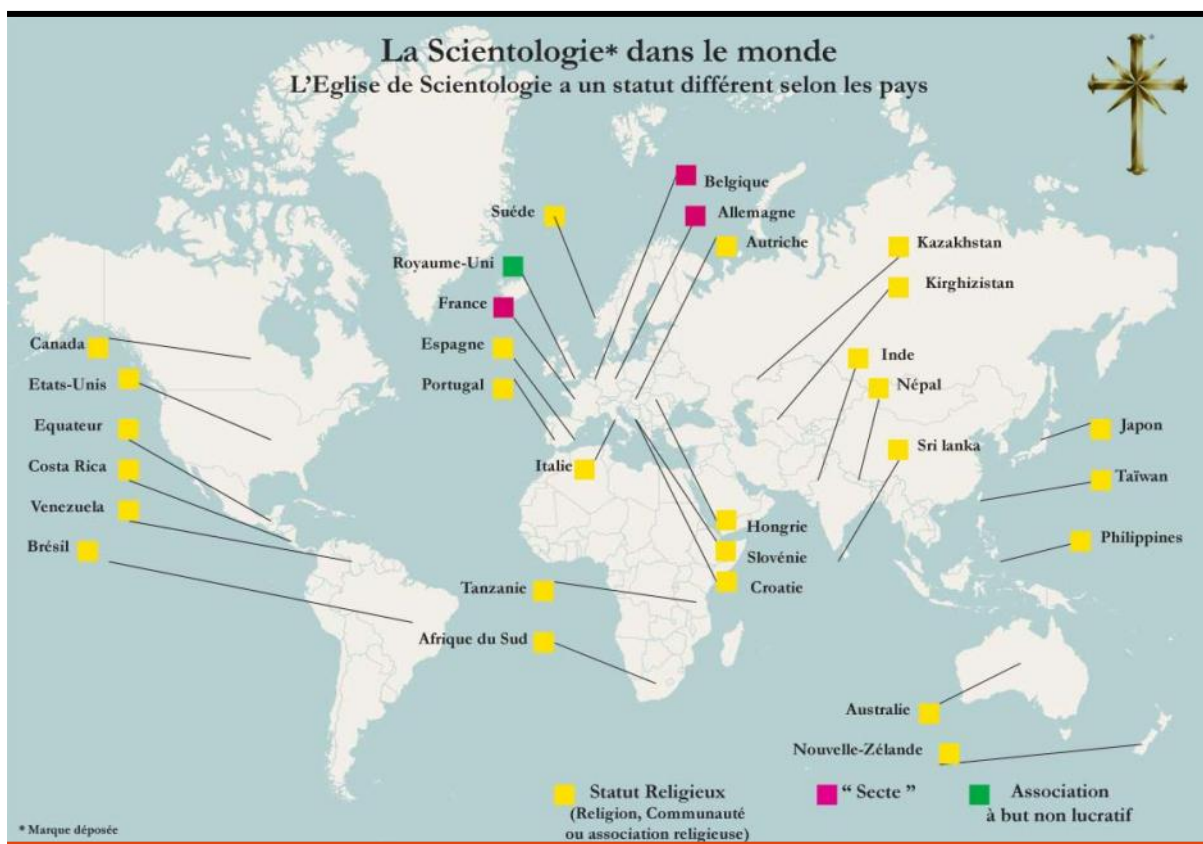 La Scientologie* dans le monde
L'Eglise de Scientologie a un statut différent selon les pays
Belgique
Suéde
Allemagne
Autriche
Kazakhstan
Royaume-Uni
Kirghizistan
France
Canada
Espagne
Inde
Etats-Unis
Portugal
Népal
Equateur
Japon
Sri lanka
Costa Rica
Italie
Taïwan
Venezuela
Hongrie
Philippines
Brésil
Slovénie
Tanzanie
Croatie
Afrique du Sud
Australie
Nouvelle-Zélande
Statut Religieux
(Religion, Communauté
ou association religieuse)
“ Secte ”
Association
à but non lucratif
* Marque déposée